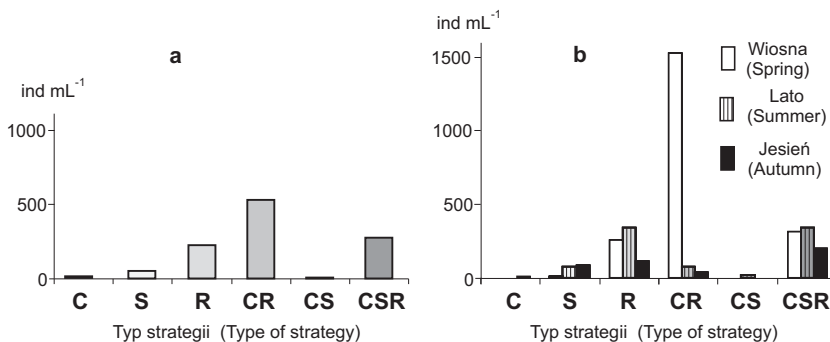 a
ind mL⁻¹
1000
500
0
C S R CR CS CSR
Typ strategii (Type of strategy)
b
ind mL⁻¹
1500
1000
500
0
C S R CR CS CSR
Typ strategii (Type of strategy)
Wiosna
(Spring)
Lato
(Summer)
Jesień
(Autumn)